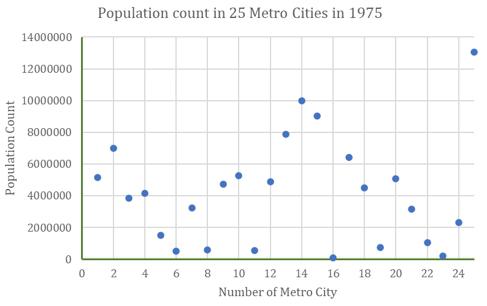 Population count in 25 Metro Cities in 1975
14000000
12000000
10000000
8000000
6000000
4000000
2000000
0
Population Count
0 2 4 6 8 10 12 14 16 18 20 22 24
Number of Metro City